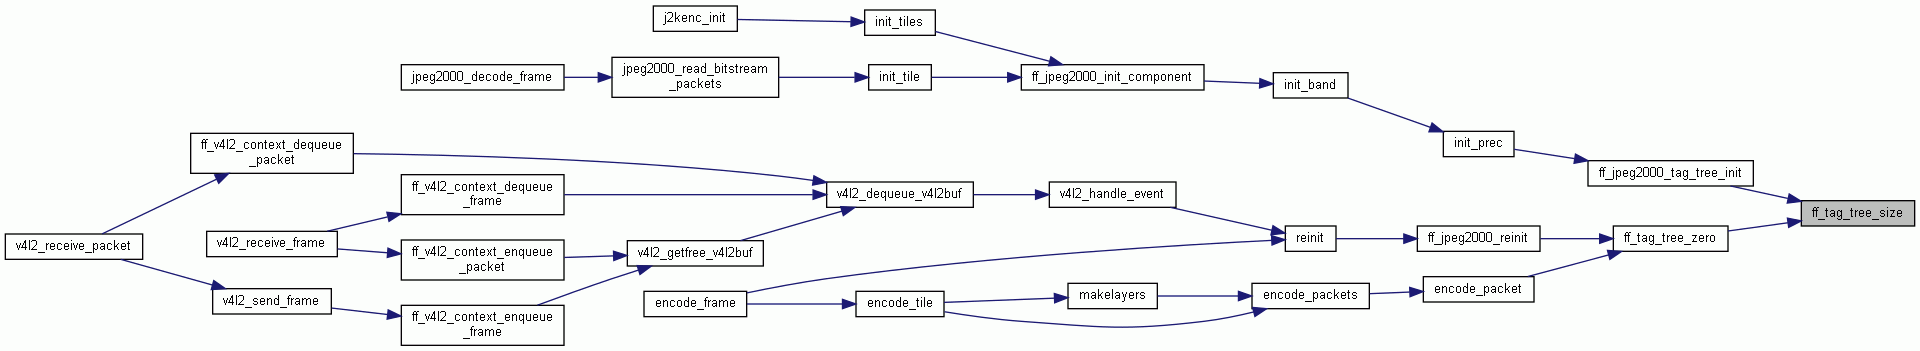 j2kenc_init
init_tiles
jpeg2000_decode_frame
jpeg2000_read_bitstream
_packets
init_tile
ff_jpeg2000_init_component
init_band
init_prec
ff_v4l2_context_dequeue
_packet
ff_jpeg2000_tag_tree_init
ff_v4l2_context_dequeue
_frame
v4l2_dequeue_v4l2buf
v4l2_handle_event
ff_tag_tree_size
v4l2_receive_packet
v4l2_receive_frame
ff_v4l2_context_enqueue
_packet
v4l2_getfree_v4l2buf
reinit
ff_jpeg2000_reinit
ff_tag_tree_zero
v4l2_send_frame
ff_v4l2_context_enqueue
_frame
encode_frame
encode_tile
makelayers
encode_packets
encode_packet